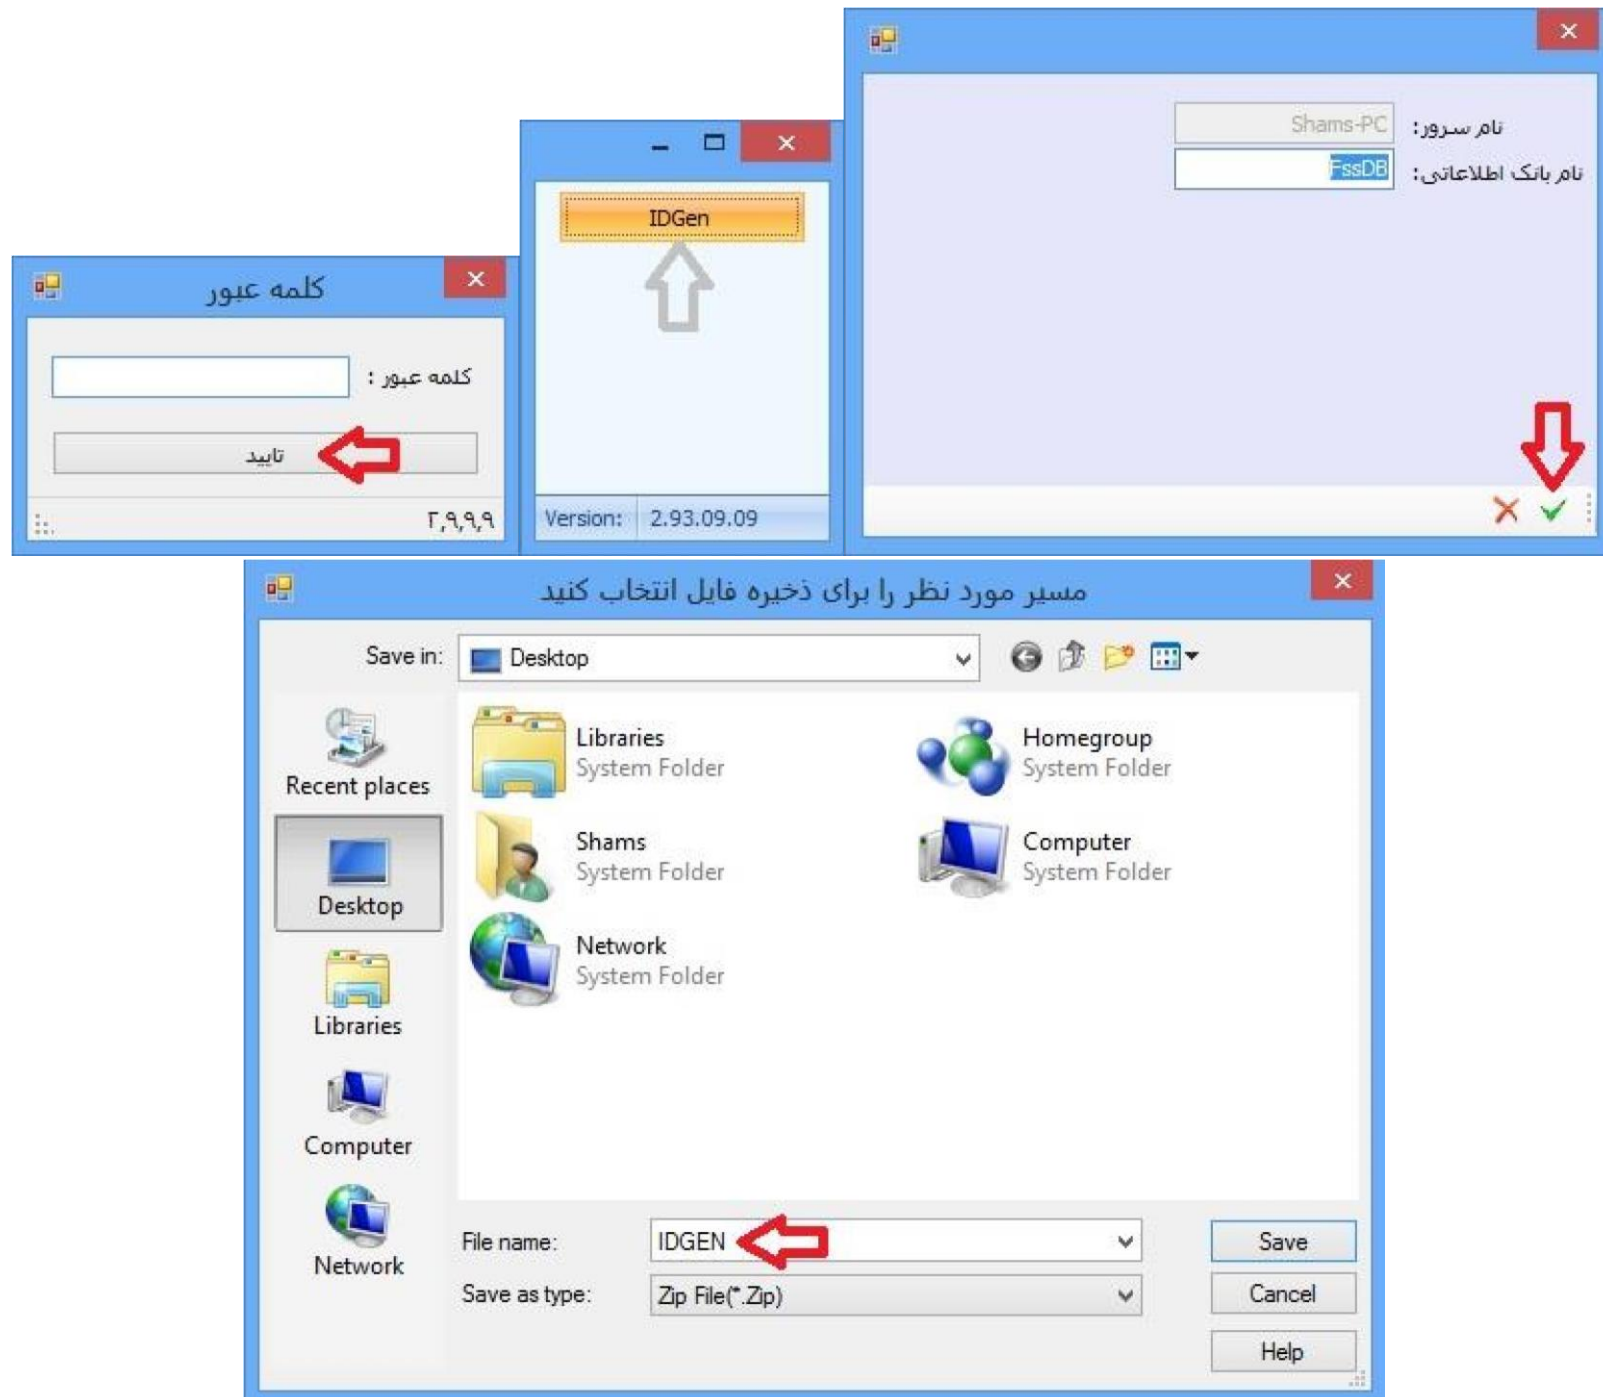 کلمه عبور
کلمه عبور :
تایید
۲,۹,۹,۹
IDGen
Version: 2.93.09.09
نام سرور: Shams-PC
نام بانک اطلاعاتی: FssDB
مسیر مورد نظر را برای ذخیره فایل انتخاب کنید
Save in: Desktop
Recent places
Desktop
Libraries
Computer
Network
Libraries
System Folder
Homegroup
System Folder
Shams
System Folder
Computer
System Folder
Network
System Folder
File name: IDGEN
Save
Save as type: Zip File(*.Zip)
Cancel
Help